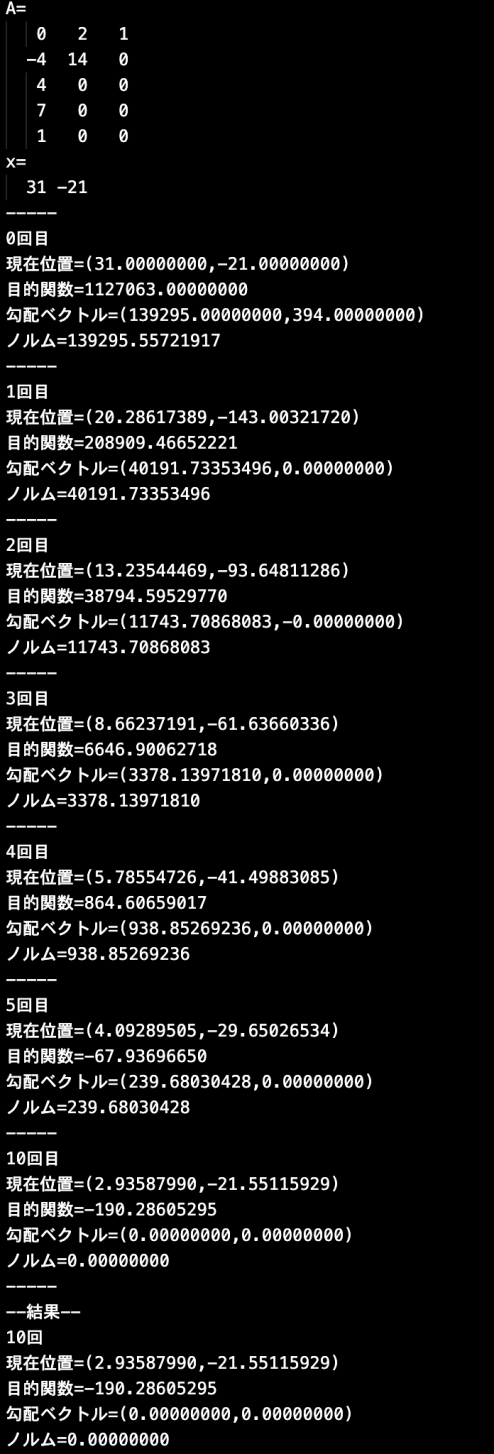 A=
0 2 1
-4 14 0
4 0 0
7 0 0
1 0 0
x=
31 -21
-----
0回目
現在位置=(31.00000000,-21.00000000)
目的関数=1127063.00000000
勾配ベクトル=(139295.00000000,394.00000000)
ノルム=139295.55721917
-----
1回目
現在位置=(20.28617389,-143.00321720)
目的関数=208909.46652221
勾配ベクトル=(40191.73353496,0.00000000)
ノルム=40191.73353496
-----
2回目
現在位置=(13.23544469,-93.64811286)
目的関数=38794.59529770
勾配ベクトル=(11743.70868083,-0.00000000)
ノルム=11743.70868083
-----
3回目
現在位置=(8.66237191,-61.63660336)
目的関数=6646.90062718
勾配ベクトル=(3378.13971810,0.00000000)
ノルム=3378.13971810
-----
4回目
現在位置=(5.78554726,-41.49883085)
目的関数=864.60659017
勾配ベクトル=(938.85269236,0.00000000)
ノルム=938.85269236
-----
5回目
現在位置=(4.09289505,-29.65026534)
目的関数=-67.93696650
勾配ベクトル=(239.68030428,0.00000000)
ノルム=239.68030428
-----
10回目
現在位置=(2.93587990,-21.55115929)
目的関数=-190.28605295
勾配ベクトル=(0.00000000,0.00000000)
ノルム=0.00000000
-----
--結果--
10回
現在位置=(2.93587990,-21.55115929)
目的関数=-190.28605295
勾配ベクトル=(0.00000000,0.00000000)
ノルム=0.00000000